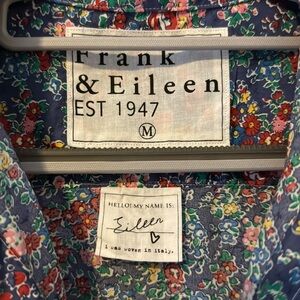 Frank
& Eileen
EST 1947
M
HELLO! MY NAME IS:
Eileen
i was woven in italy.